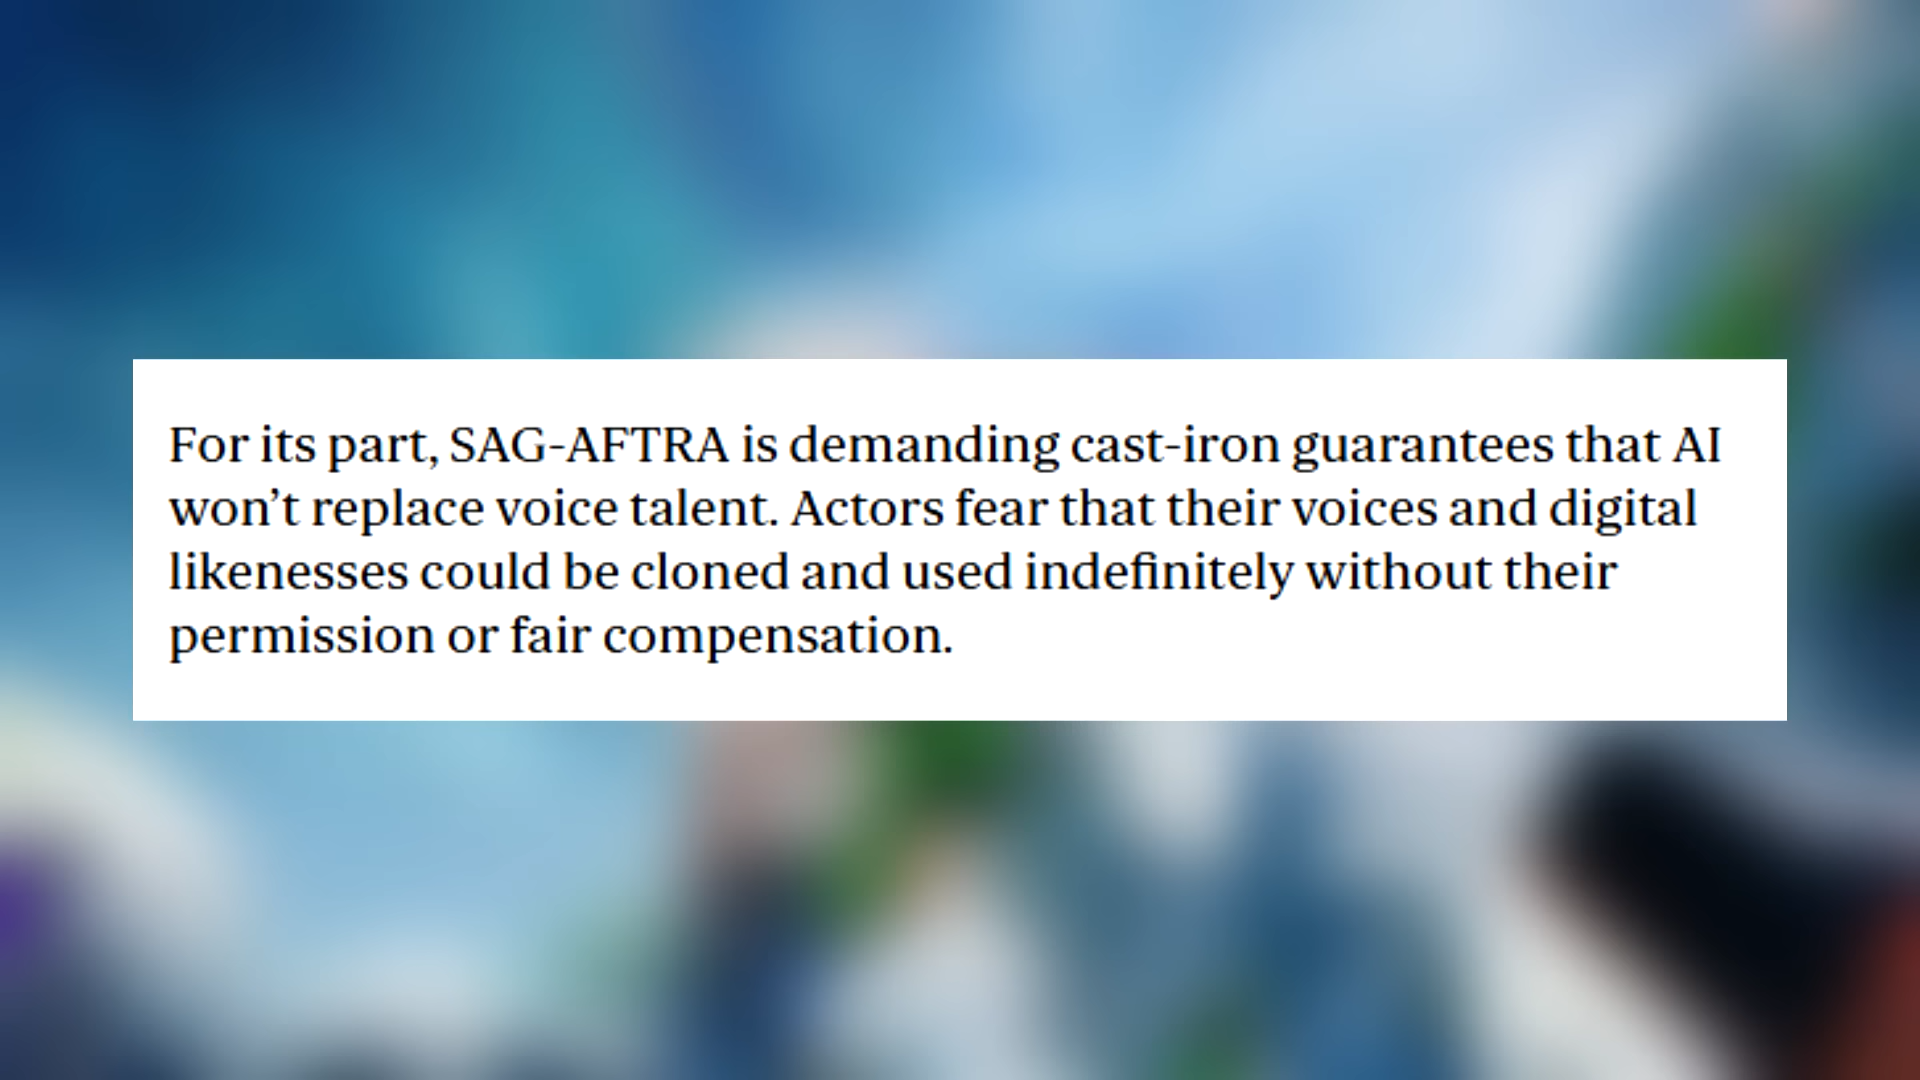 For its part, SAG-AFTRA is demanding cast-iron guarantees that AI
won’t replace voice talent. Actors fear that their voices and digital
likenesses could be cloned and used indefinitely without their
permission or fair compensation.